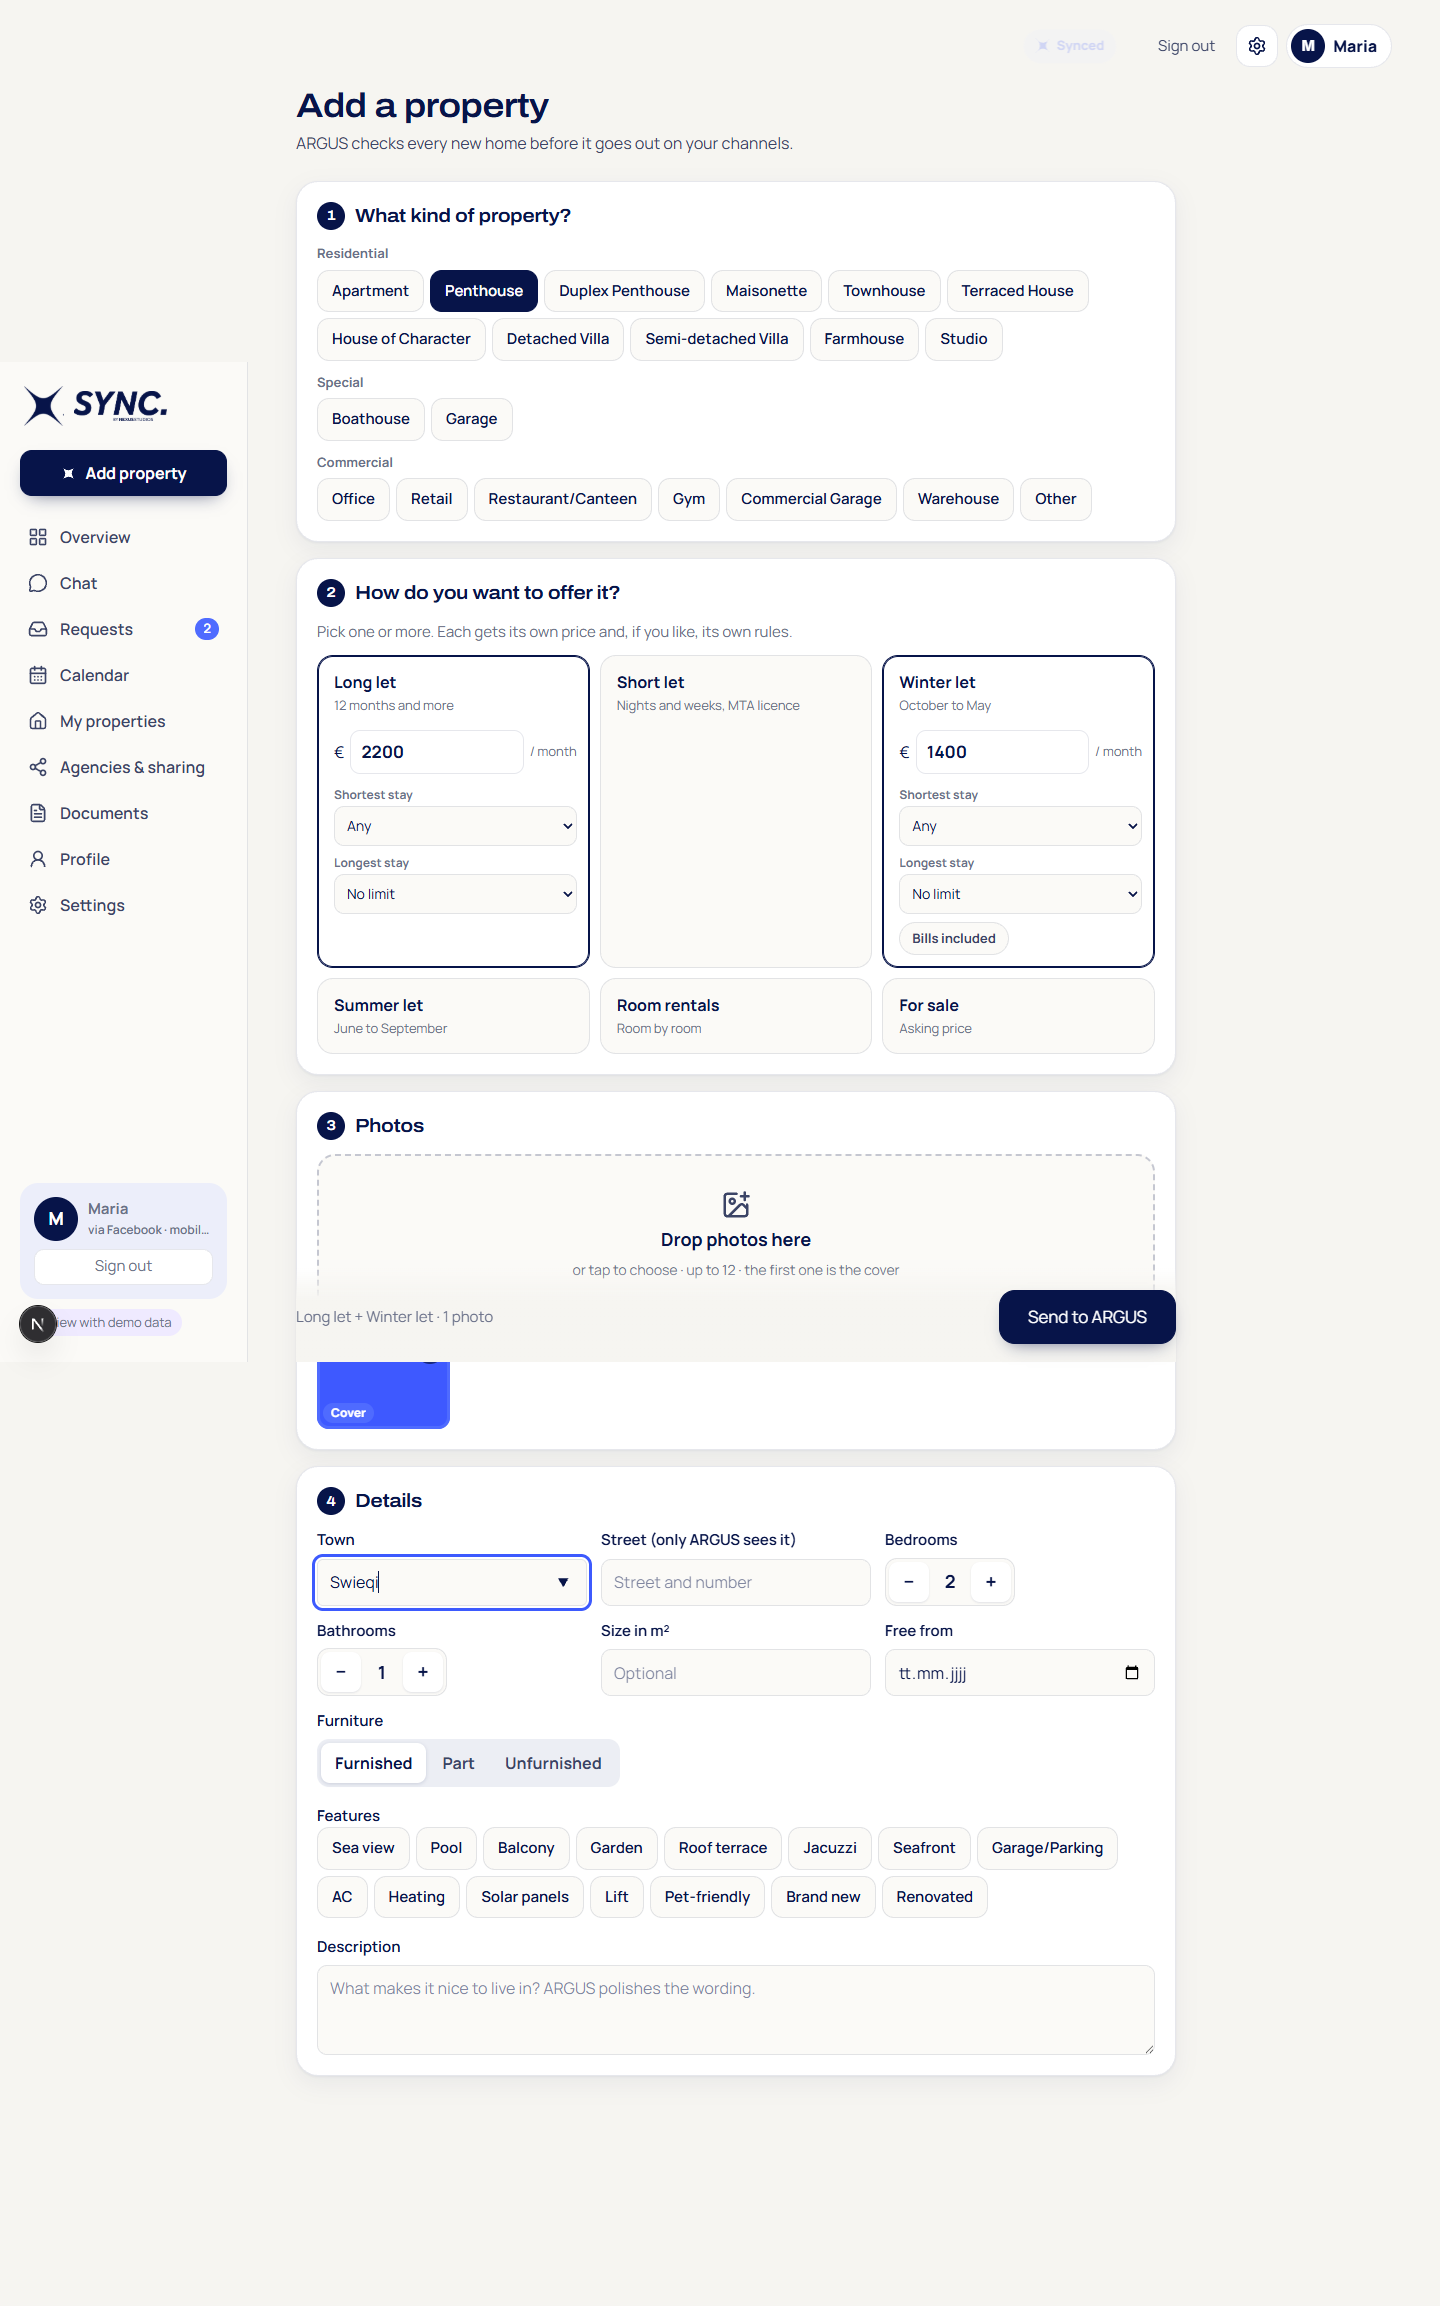 Synced
Sign out
M
Maria
Add a property
ARGUS checks every new home before it goes out on your channels.
1
What kind of property?
Residential
Apartment
Penthouse
Duplex Penthouse
Maisonette
Townhouse
Terraced House
House of Character
Detached Villa
Semi-detached Villa
Farmhouse
Studio
Special
Boathouse
Garage
Commercial
Office
Retail
Restaurant/Canteen
Gym
Commercial Garage
Warehouse
Other
SYNC.
BY NEXUS STUDIOS
Add property
Overview
Chat
Requests
2
Calendar
My properties
Agencies & sharing
Documents
Profile
Settings
M
Maria
via Facebook · mobil...
Sign out
N
iew with demo data
2
How do you want to offer it?
Pick one or more. Each gets its own price and, if you like, its own rules.
Long let
12 months and more
€ 2200 / month
Shortest stay
Any
Longest stay
No limit
Short let
Nights and weeks, MTA licence
Winter let
October to May
€ 1400 / month
Shortest stay
Any
Longest stay
No limit
Bills included
Summer let
June to September
Room rentals
Room by room
For sale
Asking price
3
Photos
Drop photos here
or tap to choose · up to 12 · the first one is the cover
Long let + Winter let · 1 photo
Send to ARGUS
Cover
4
Details
Town
Swieqi
Street (only ARGUS sees it)
Street and number
Bedrooms
− 2 +
Bathrooms
− 1 +
Size in m²
Optional
Free from
tt.mm.jjjj
Furniture
Furnished
Part
Unfurnished
Features
Sea view
Pool
Balcony
Garden
Roof terrace
Jacuzzi
Seafront
Garage/Parking
AC
Heating
Solar panels
Lift
Pet-friendly
Brand new
Renovated
Description
What makes it nice to live in? ARGUS polishes the wording.